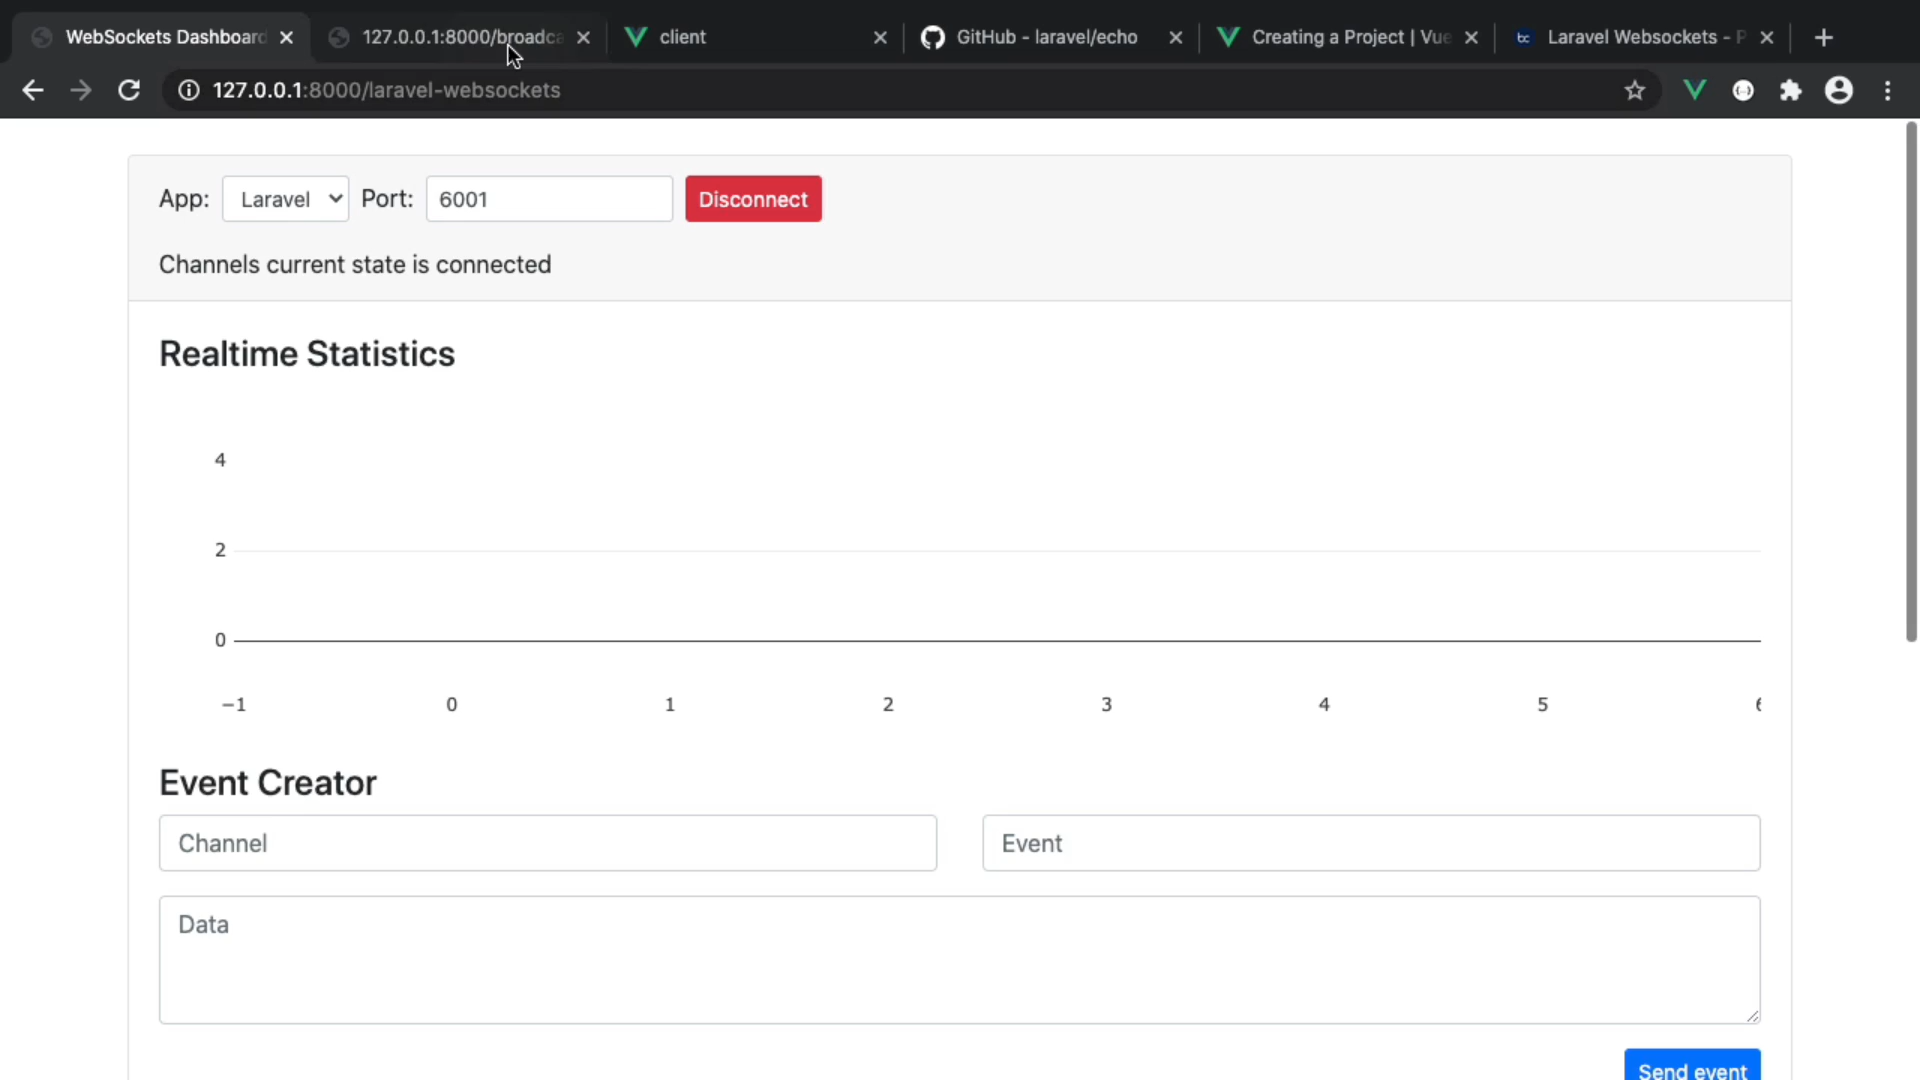 WebSockets Dashboard
127.0.0.1:8000/broadca
client
GitHub - laravel/echo
Creating a Project | Vue
bc Laravel Websockets - P
127.0.0.1:8000/laravel-websockets
App: Laravel Port: 6001 Disconnect
Channels current state is connected
Realtime Statistics
4
2
0
−1 0 1 2 3 4 5 6
Event Creator
Channel Event
Data
Send event